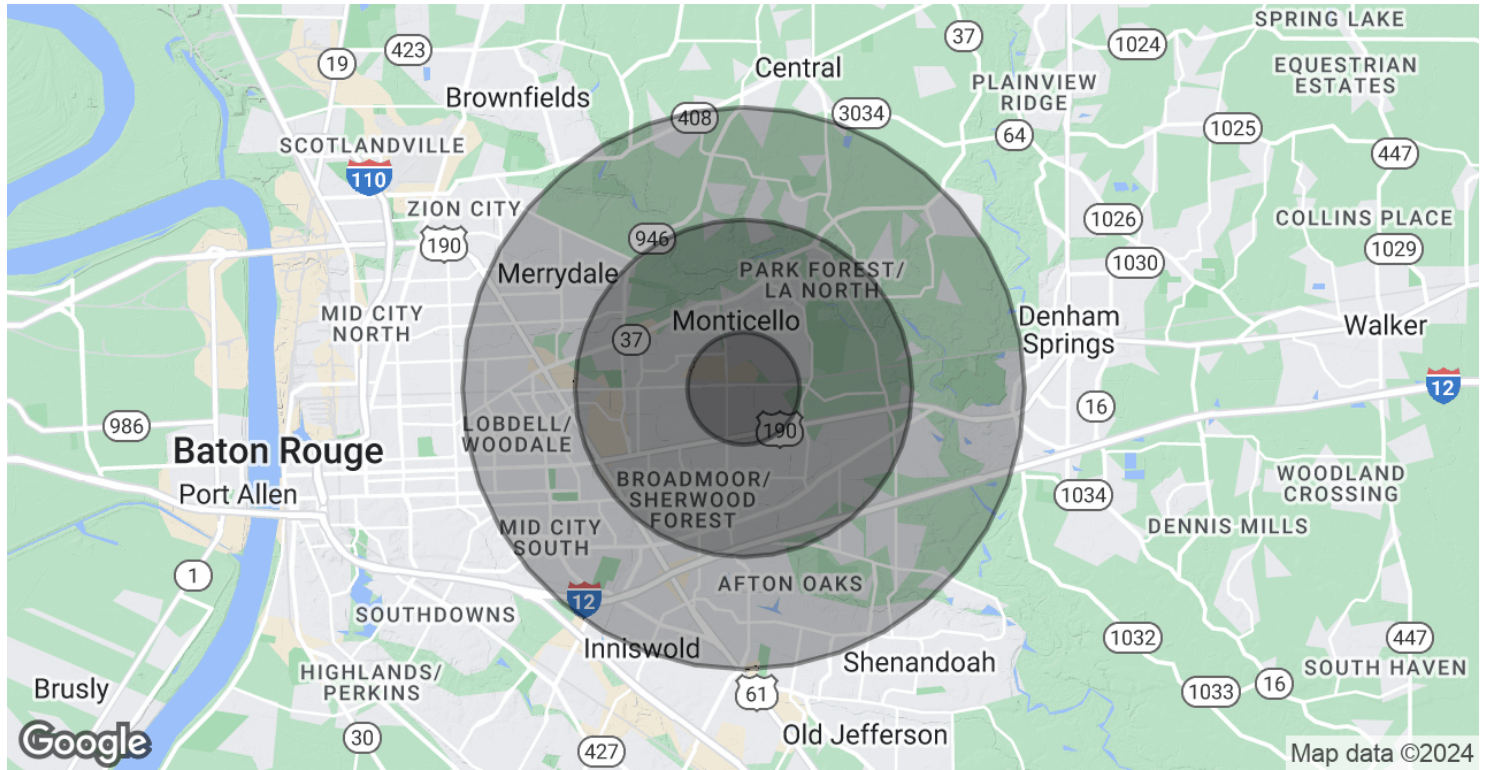 SPRING LAKE
37
1024
423
19
Central
EQUESTRIAN
ESTATES
PLAINVIEW
RIDGE
Brownfields
408
3034
1025
64
SCOTLANDVILLE
447
110
ZION CITY
1026
COLLINS PLACE
190
946
1029
1030
Merrydale
PARK FOREST/
LA NORTH
MID CITY
NORTH
Monticello
Denham
Springs
Walker
37
12
16
986
LOBDELL/
WOODALE
190
Baton Rouge
Port Allen
BROADMOOR/
SHERWOOD
FOREST
WOODLAND
CROSSING
1034
MID CITY
SOUTH
DENNIS MILLS
1
12
AFTON OAKS
SOUTHDOWNS
1032
447
Inniswold
Shenandoah
SOUTH HAVEN
HIGHLANDS/
PERKINS
Brusly
61
1033
16
Google
30
427
Old Jefferson
Map data ©2024